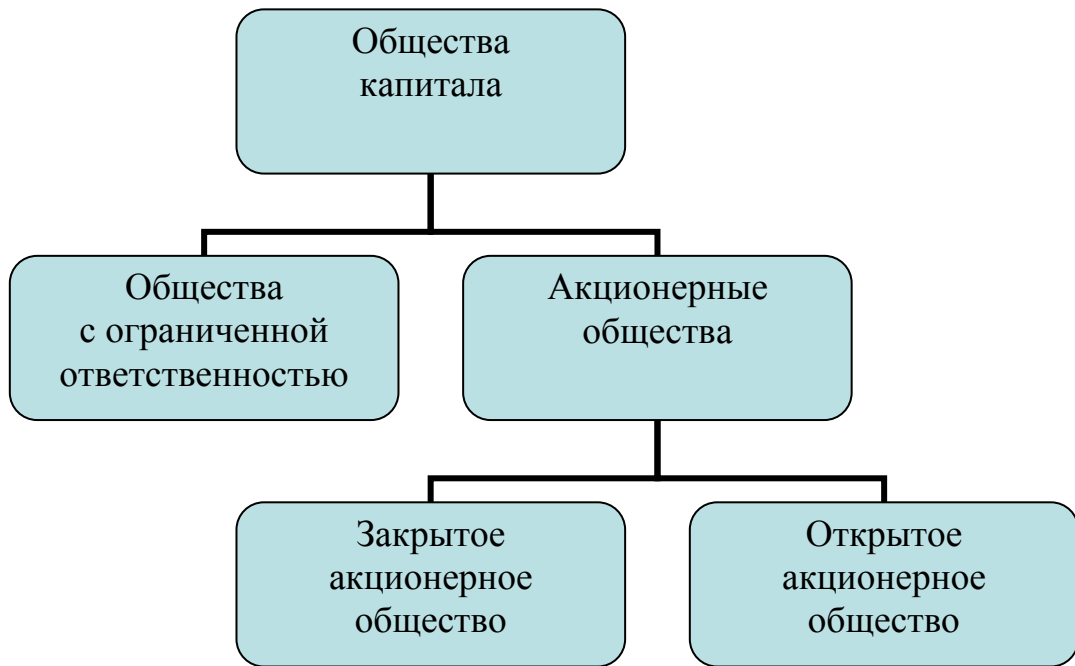 Общества
капитала
Общества
с ограниченной
ответственностью
Акционерные
общества
Закрытое
акционерное
общество
Открытое
акционерное
общество